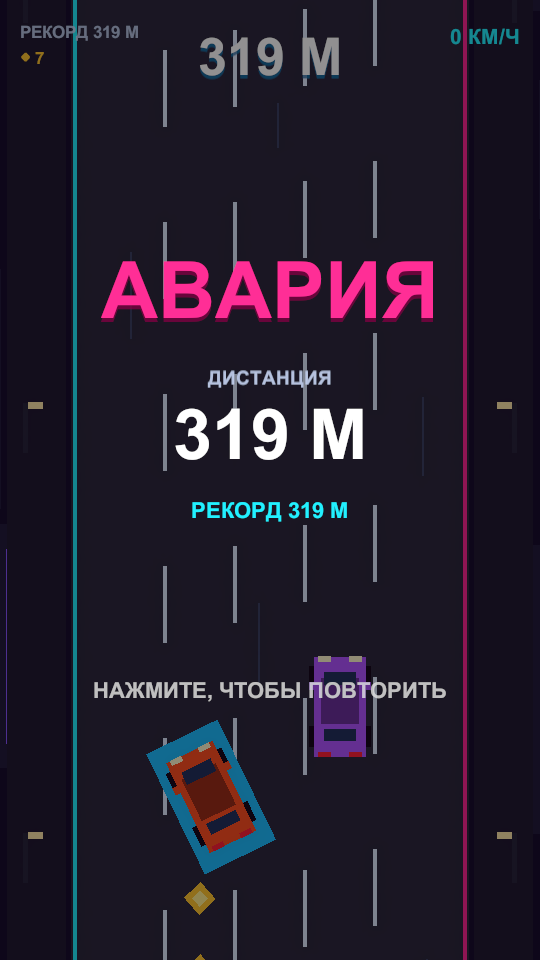 РЕКОРД 319 М
7
319 М
0 КМ/Ч
АВАРИЯ
ДИСТАНЦИЯ
319 М
РЕКОРД 319 М
НАЖМИТЕ, ЧТОБЫ ПОВТОРИТЬ